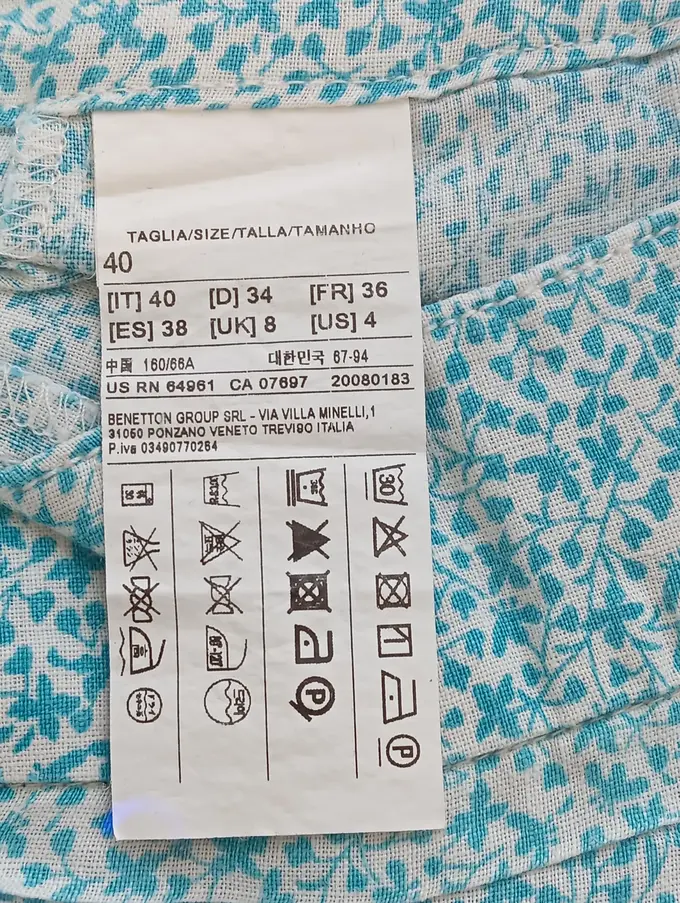 TAGLIA/SIZE/TALLA/TAMANHO
40
[IT] 40 [D] 34 [FR] 36
[ES] 38 [UK] 8 [US] 4
中国 160/66A 대한민국 67-94
US RN 64961 CA 07697 20080183
BENETTON GROUP SRL - VIA VILLA MINELLI,1
31050 PONZANO VENETO TREVISO ITALIA
P.iva 03490770264
30
P
P